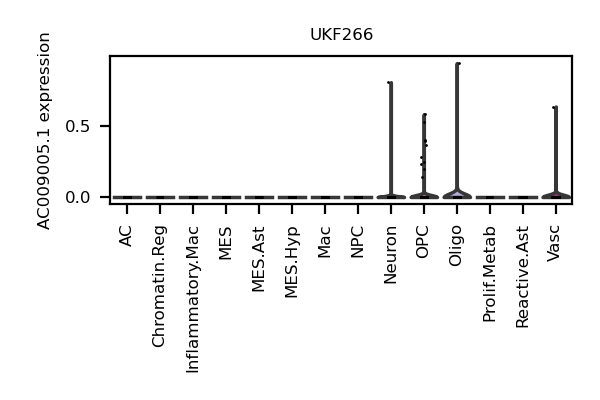 UKF266
AC009005.1 expression
0.5
0.0
AC
Chromatin.Reg
Inflammatory.Mac
MES
MES.Ast
MES.Hyp
Mac
NPC
Neuron
OPC
Oligo
Prolif.Metab
Reactive.Ast
Vasc